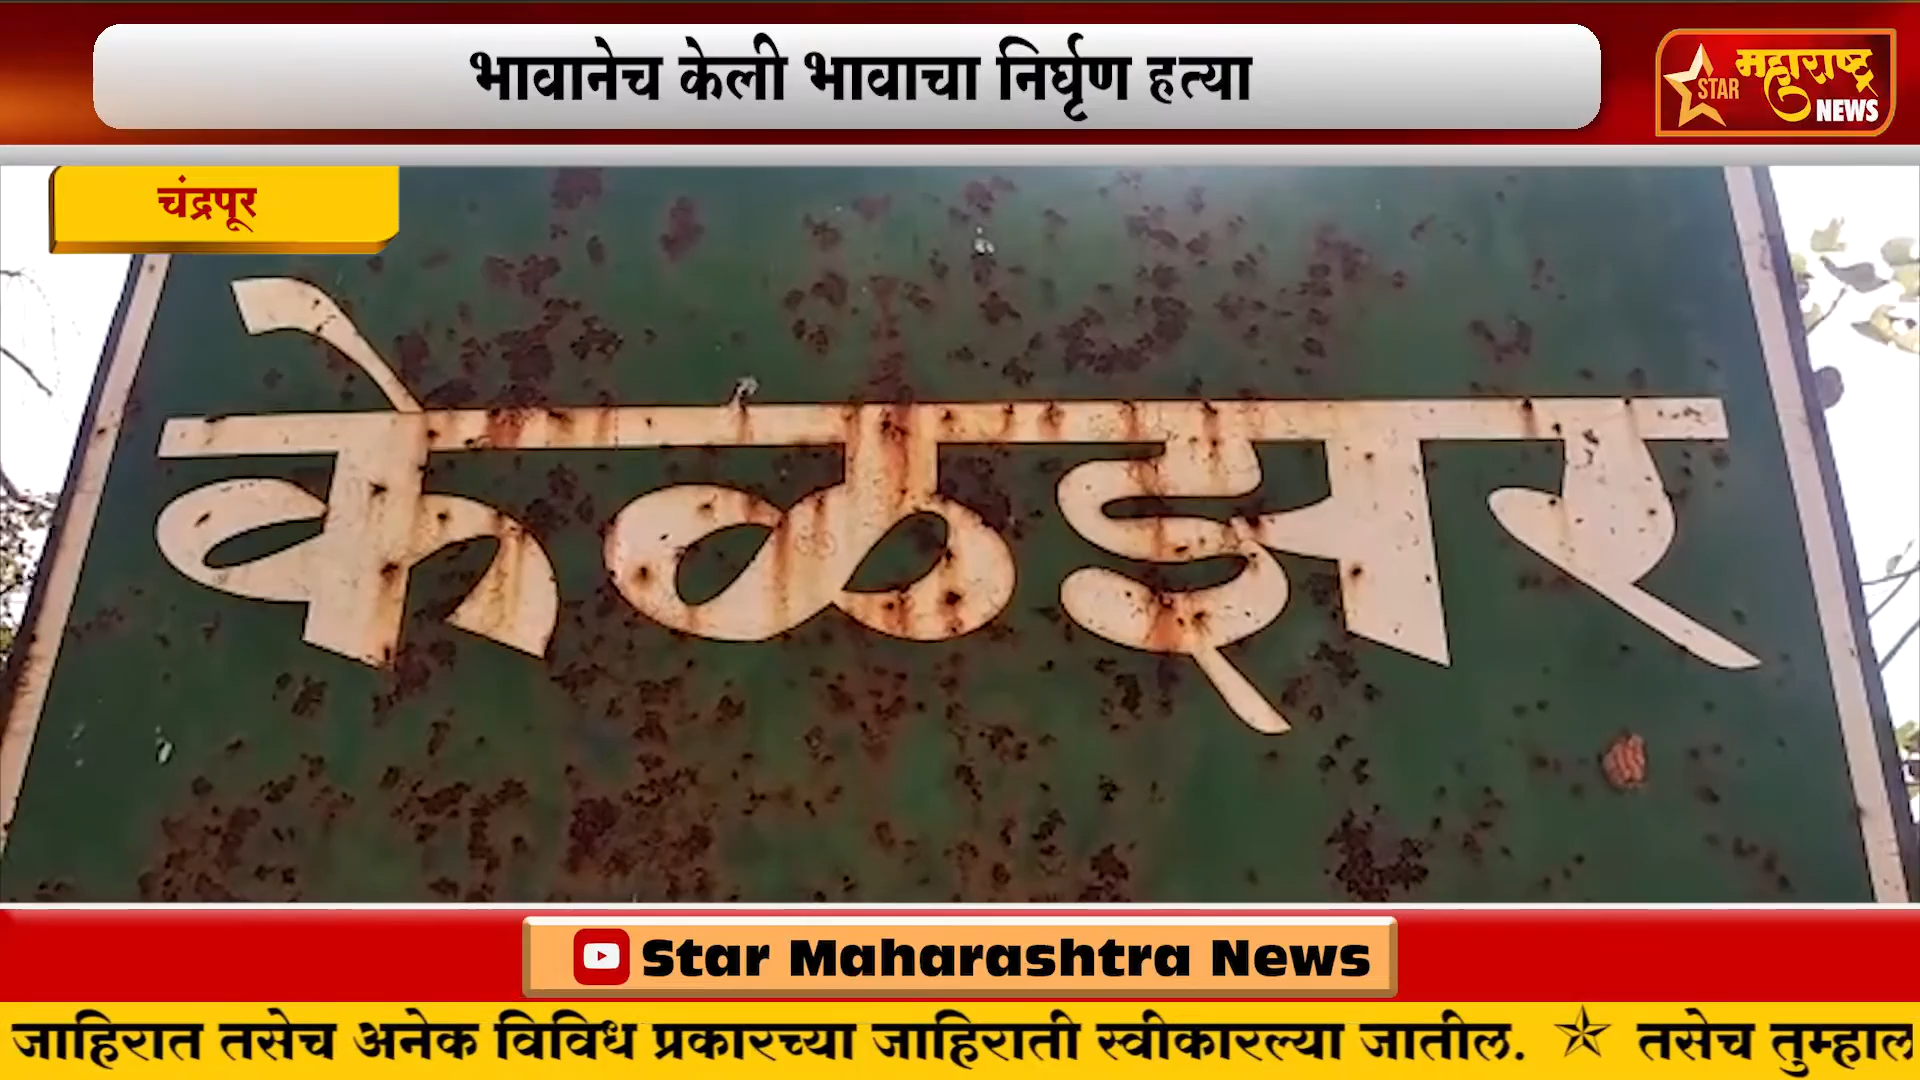 भावानेच केली भावाचा निर्घृण हत्या
STAR महाराष्ट्र
NEWS
चंद्रपूर
केळझर
Star Maharashtra News
जाहिरात तसेच अनेक विविध प्रकारच्या जाहिराती स्वीकारल्या जातील. तसेच